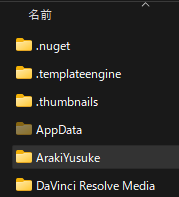 名前
.nuget
.templateengine
.thumbnails
AppData
ArakiYusuke
DaVinci Resolve Media